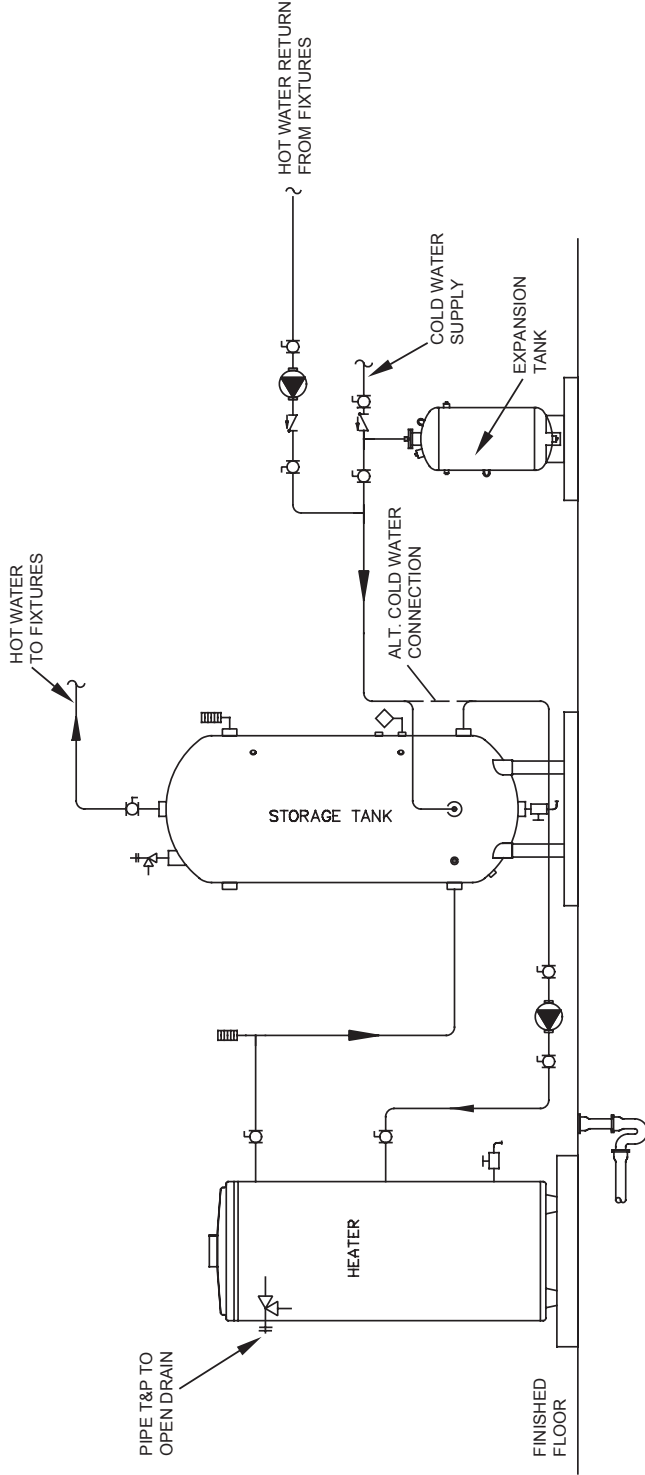 HOT WATER
TO FIXTURES
HOT WATER RETURN
FROM FIXTURES
PIPE T&P TO
OPEN DRAIN
COLD WATER
SUPPLY
ALT. COLD WATER
CONNECTION
STORAGE TANK
HEATER
EXPANSION
TANK
FINISHED
FLOOR